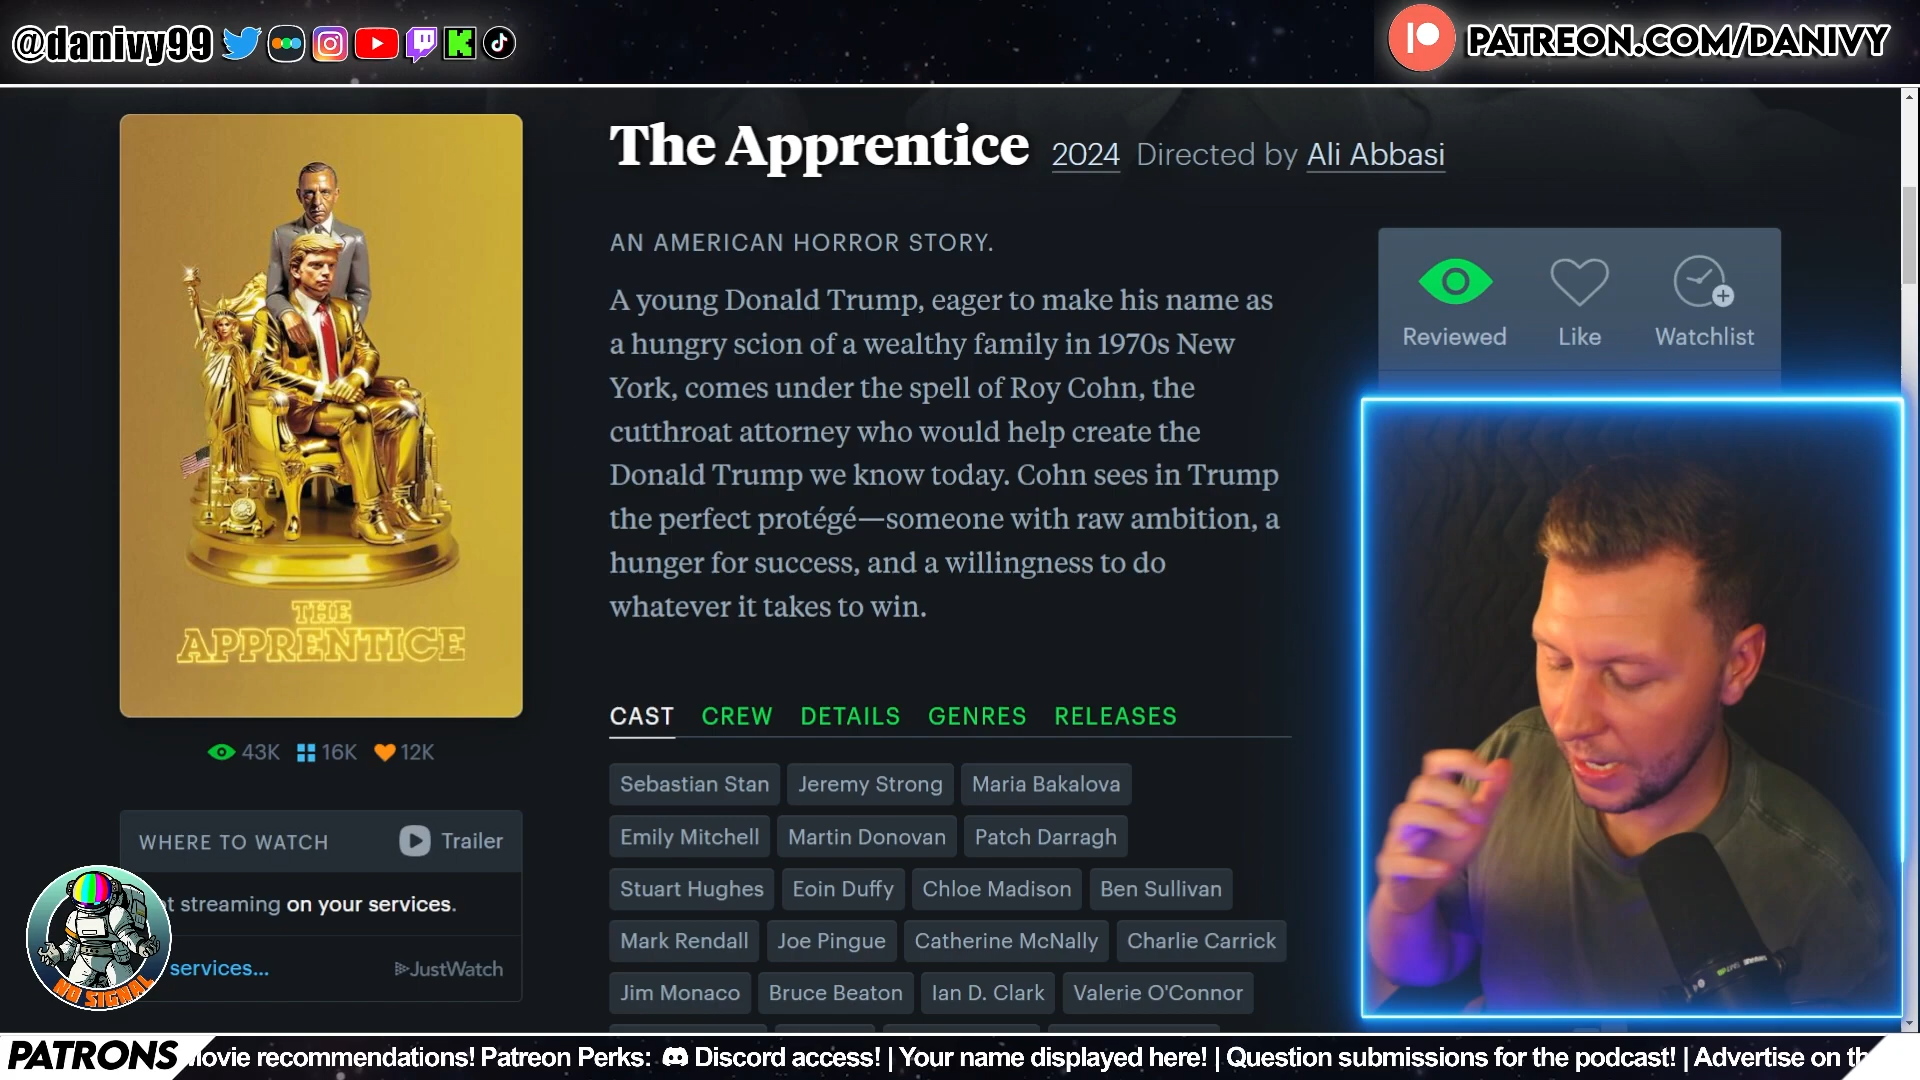 @danivy99
PATREON.COM/DANIVY
The Apprentice 2024 Directed by Ali Abbasi
AN AMERICAN HORROR STORY.
A young Donald Trump, eager to make his name as
a hungry scion of a wealthy family in 1970s New
York, comes under the spell of Roy Cohn, the
cutthroat attorney who would help create the
Donald Trump we know today. Cohn sees in Trump
the perfect protégé—someone with raw ambition, a
hunger for success, and a willingness to do
whatever it takes to win.
Reviewed Like Watchlist
THE
APPRENTICE
43K 16K 12K
WHERE TO WATCH Trailer
streaming on your services.
services...
JustWatch
NO SIGNAL
CAST CREW DETAILS GENRES RELEASES
Sebastian Stan Jeremy Strong Maria Bakalova
Emily Mitchell Martin Donovan Patch Darragh
Stuart Hughes Eoin Duffy Chloe Madison Ben Sullivan
Mark Rendall Joe Pingue Catherine McNally Charlie Carrick
Jim Monaco Bruce Beaton Ian D. Clark Valerie O'Connor
PATRONS
recommendations! Patreon Perks: Discord access! | Your name displayed here! | Question submissions for the podcast! | Advertise on